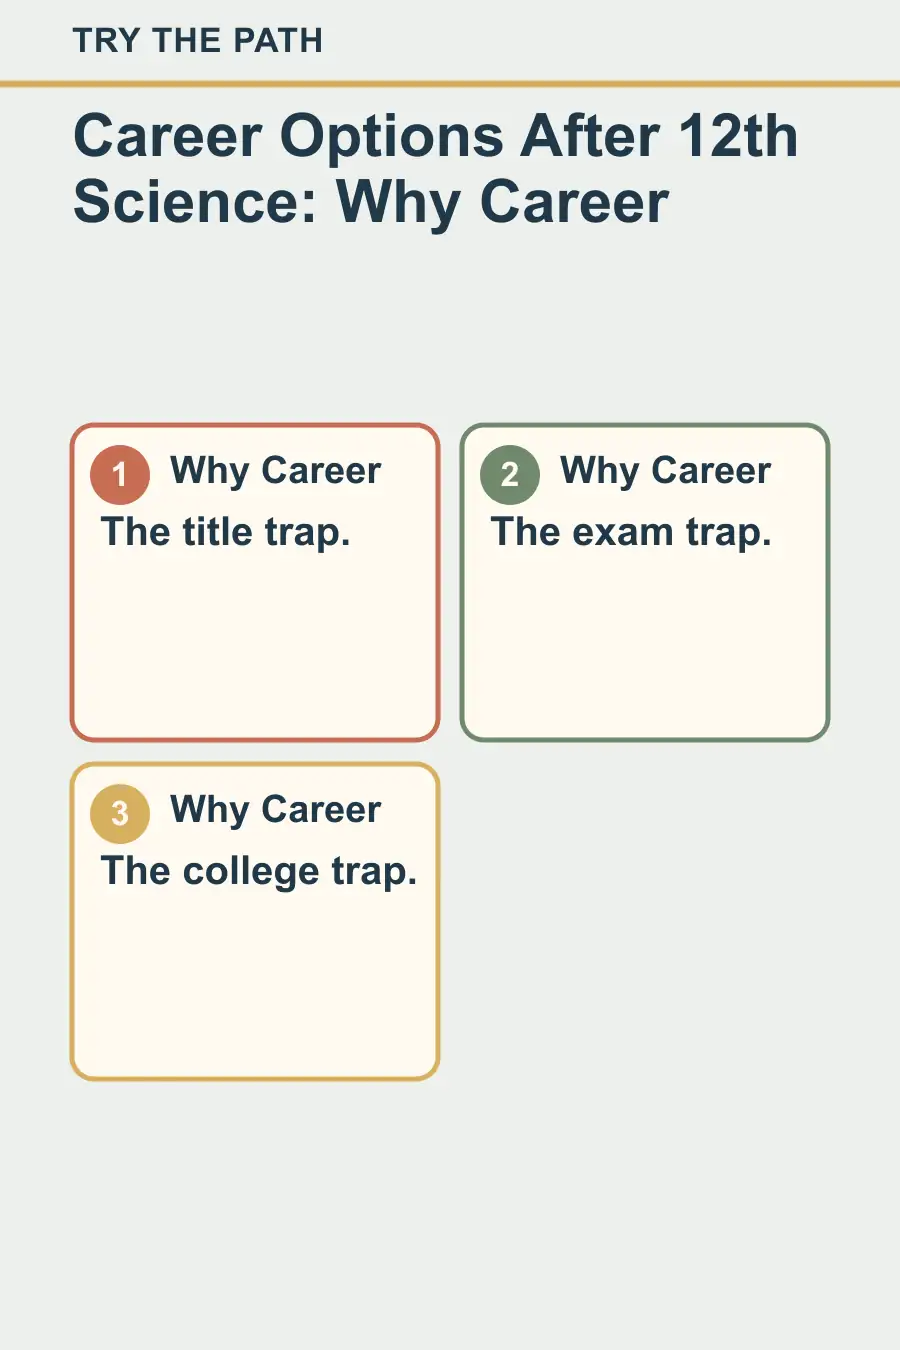 TRY THE PATH
Career Options After 12th
Science: Why Career
1 Why Career
The title trap.
2 Why Career
The exam trap.
3 Why Career
The college trap.